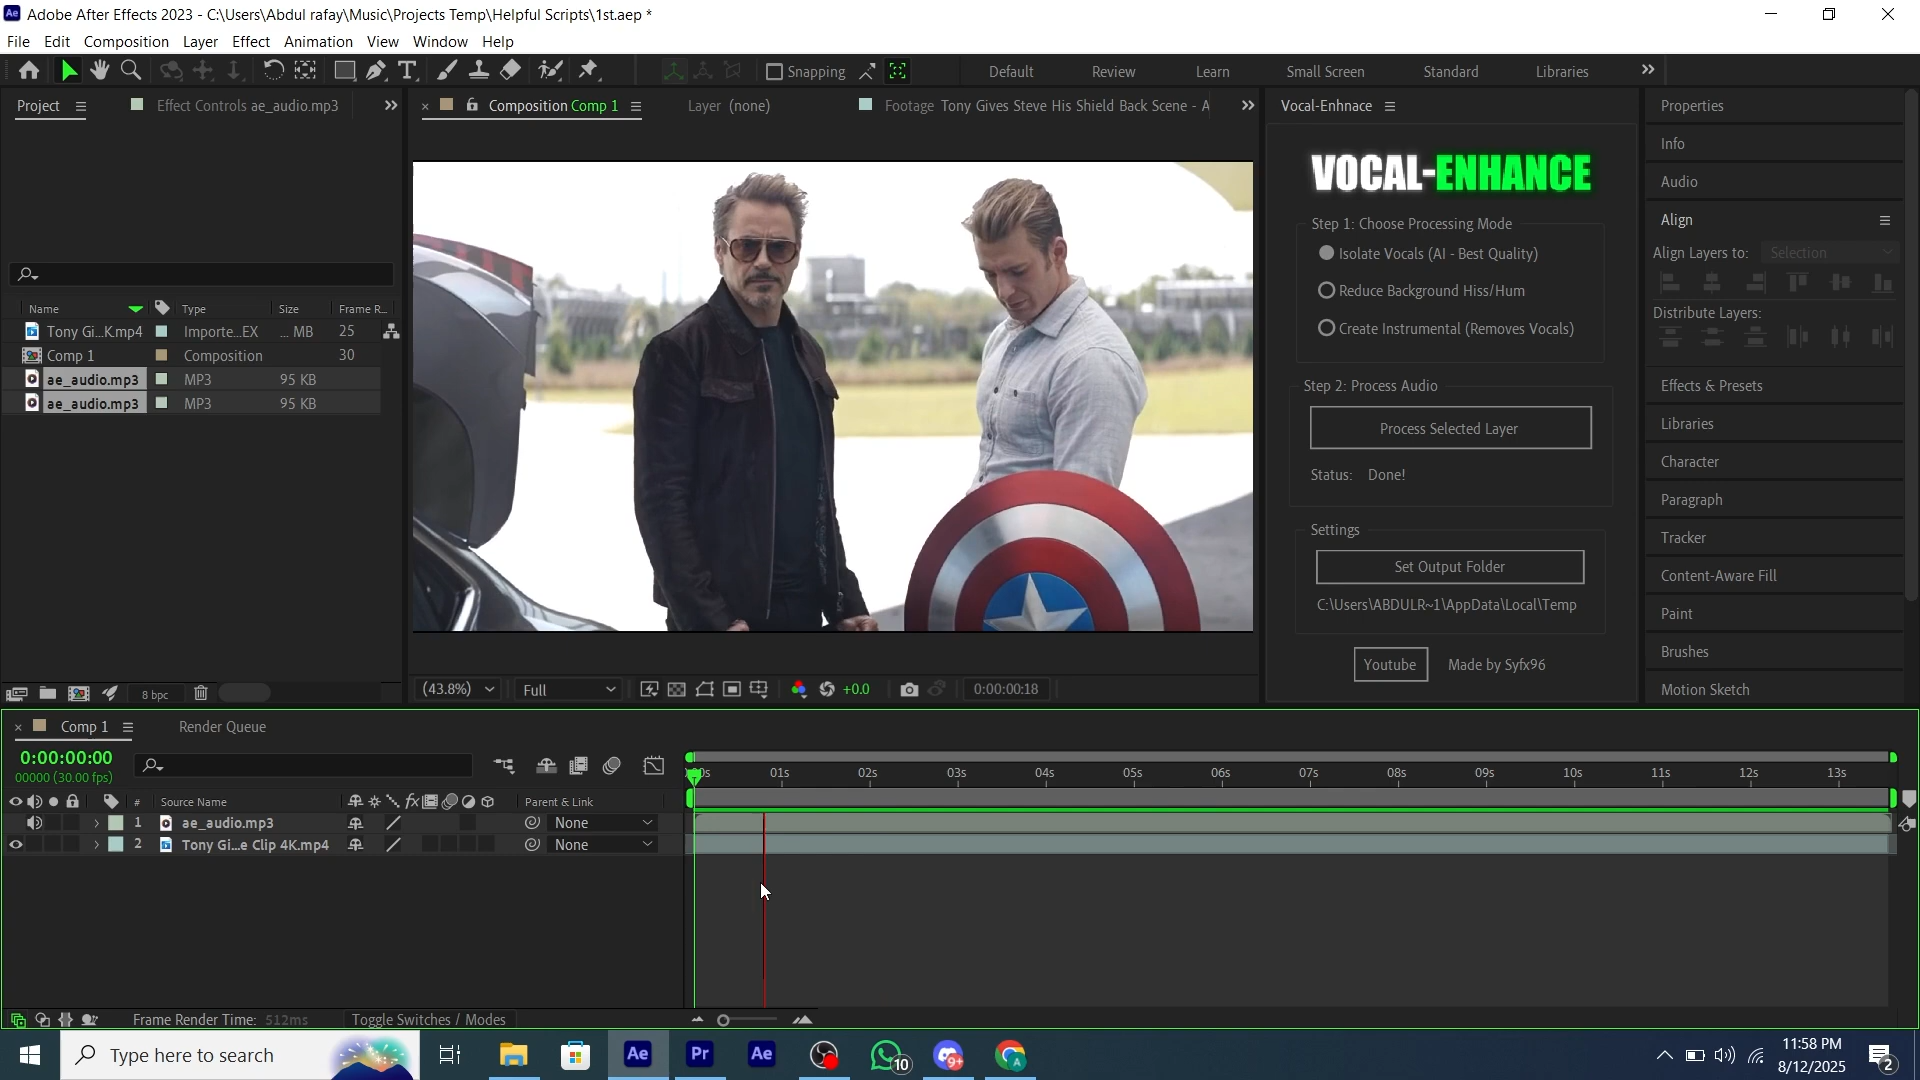 Adobe After Effects 2023 - C:\Users\Abdul rafay\Music\Projects Temp\Helpful Scripts\1st.aep *
File Edit Composition Layer Effect Animation View Window Help
Snapping
Default Review Learn Small Screen Standard Libraries
Project
Effect Controls ae_audio.mp3
Composition Comp 1
Layer (none)
Footage Tony Gives Steve His Shield Back Scene - A
Name Type Size Frame R...
Tony Gi...K.mp4 Importe...EX ... MB 25
Comp 1 Composition 30
ae_audio.mp3 MP3 95 KB
ae_audio.mp3 MP3 95 KB
8 bpc
(43.8%) Full +0.0 0:00:00:18
Vocal-Enhnace
VOCAL-ENHANCE
Step 1: Choose Processing Mode
Isolate Vocals (AI - Best Quality)
Reduce Background Hiss/Hum
Create Instrumental (Removes Vocals)
Step 2: Process Audio
Process Selected Layer
Status: Done!
Settings
Set Output Folder
C:\Users\ABDULR~1\AppData\Local\Temp
Youtube Made by Syfx96
Properties
Info
Audio
Align
Align Layers to: Selection
Distribute Layers:
Effects & Presets
Libraries
Character
Paragraph
Tracker
Content-Aware Fill
Paint
Brushes
Motion Sketch
Comp 1 Render Queue
0:00:00:00
00000 (30.00 fps)
01s 02s 03s 04s 05s 06s 07s 08s 09s 10s 11s 12s 13s
# Source Name fx Parent & Link
1 ae_audio.mp3 None
2 Tony Gi...e Clip 4K.mp4 None
Frame Render Time: 512ms Toggle Switches / Modes
Type here to search
Ae Pr Ae 10 9+ A
11:58 PM
8/12/2025
2